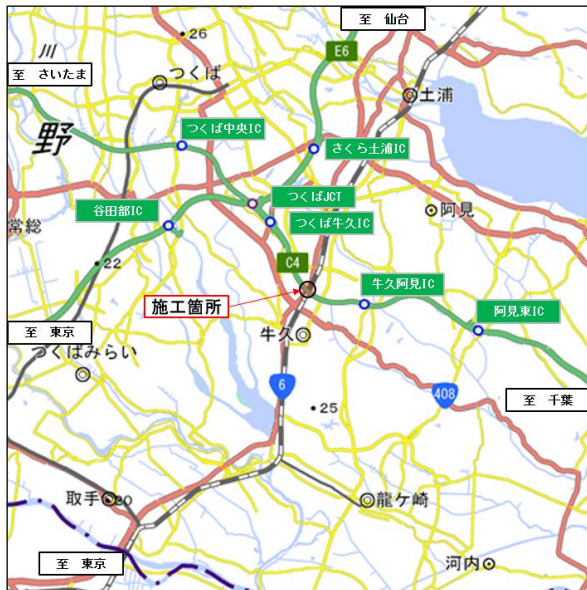 至 仙台
・26
川
E6
至 さいたま
つくば
土浦
つくば中央IC
野
さくら土浦IC
つくばJCT
谷田部IC
つくば牛久IC
阿見
常総
22
C4
牛久阿見IC
施工箇所
阿見東IC
至 東京
牛久
つくばみらい
6
408
至 千葉
・25
取手
20
龍ケ崎
至 東京
河内